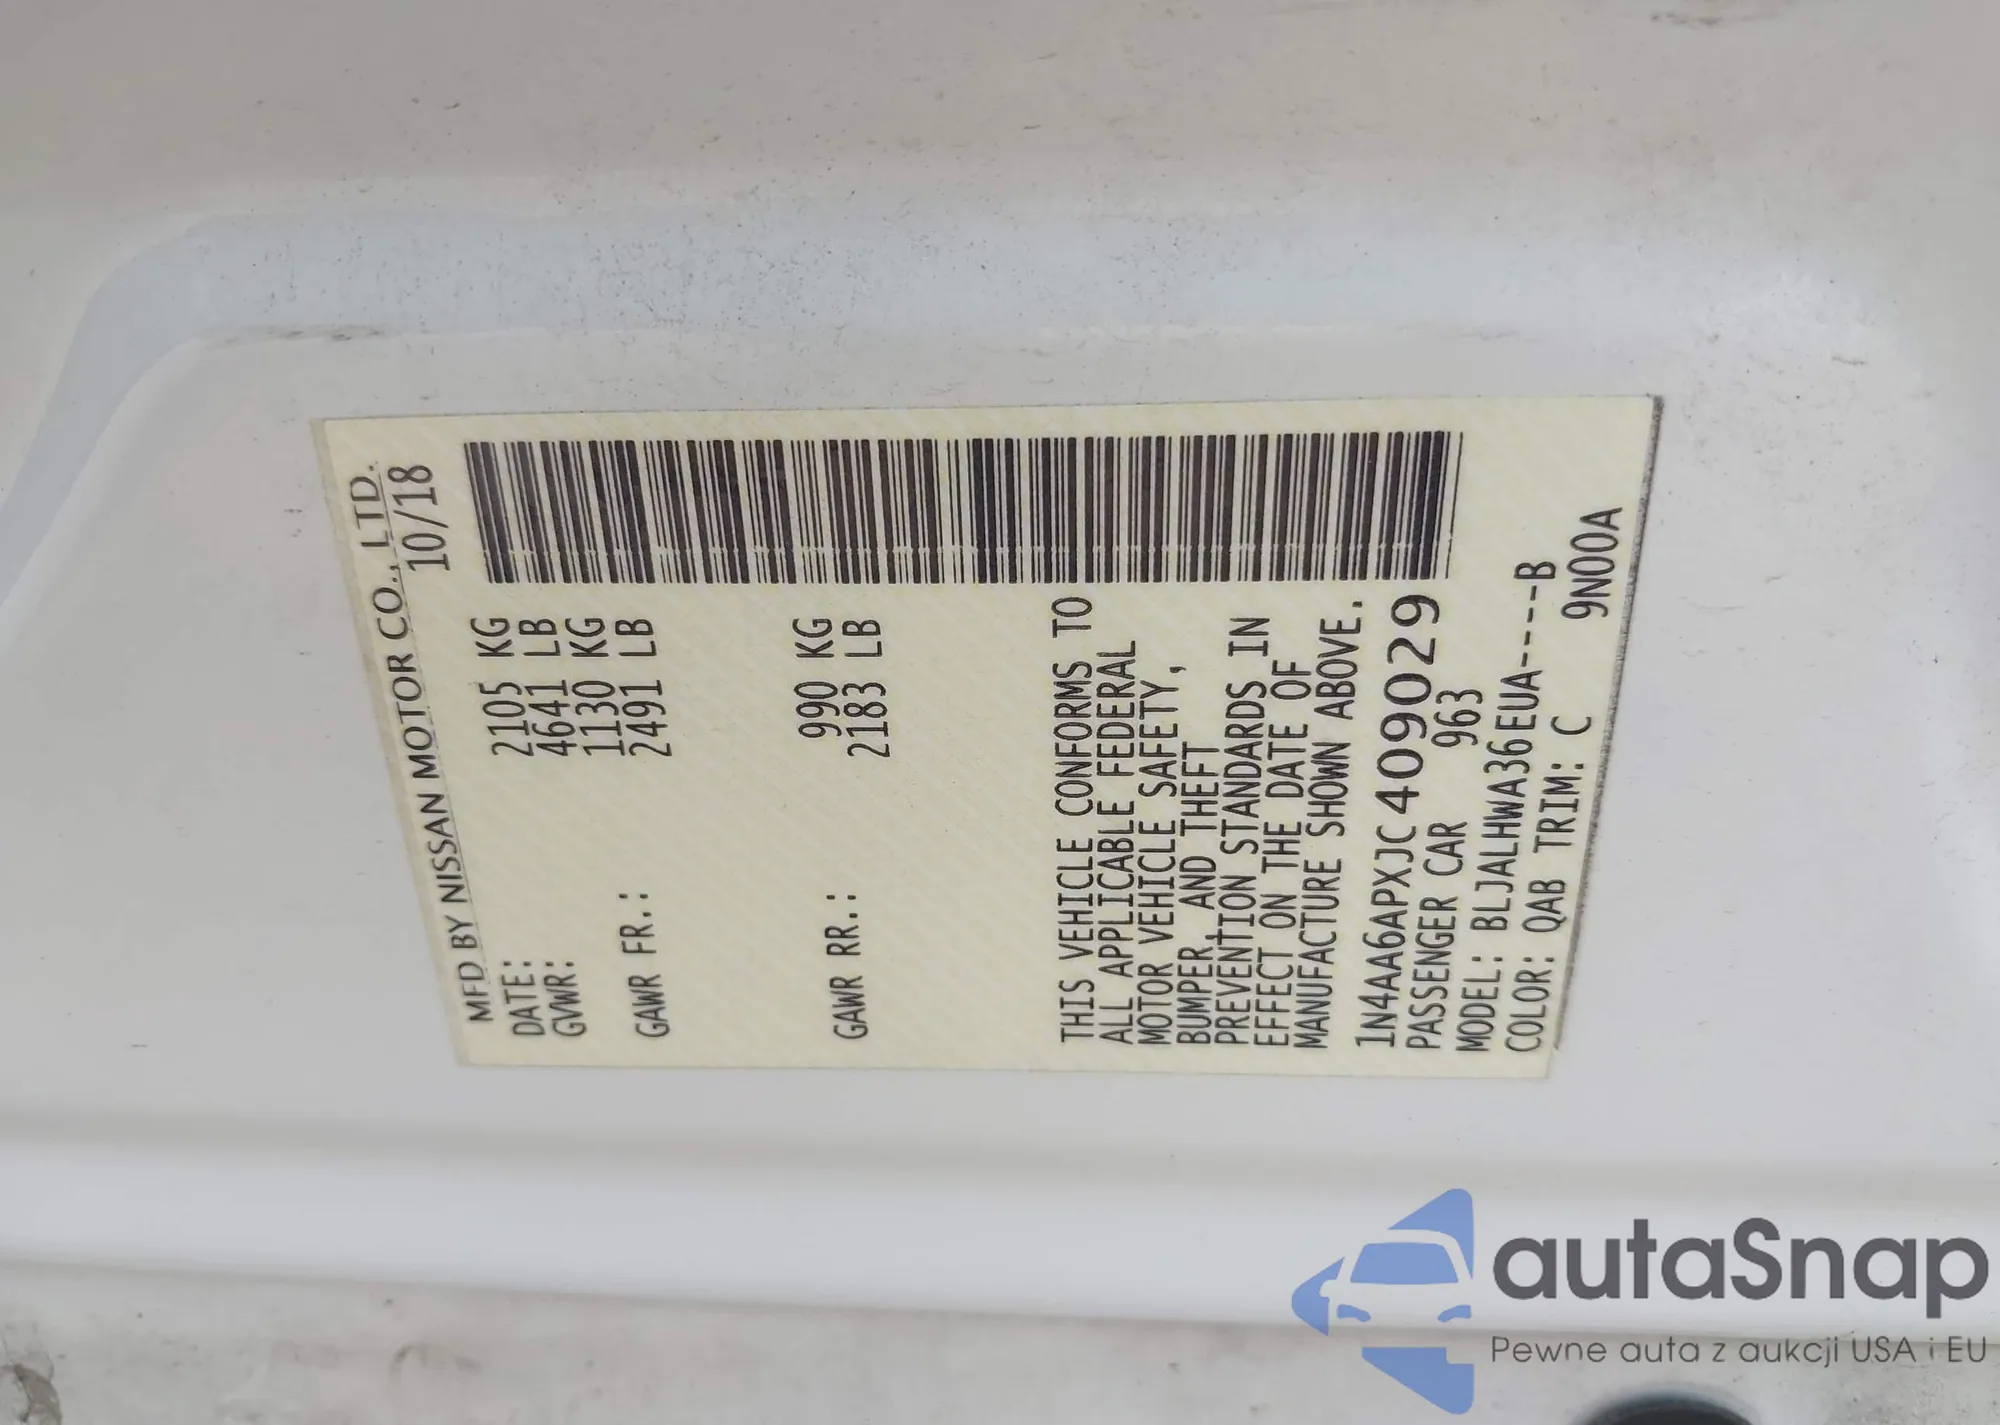 MFD BY NISSAN MOTOR CO., LTD.
DATE: 10/18
GVWR: 2105 KG
4641 LB
GAWR FR.: 1130 KG
2491 LB
GAWR RR.: 990 KG
2183 LB
THIS VEHICLE CONFORMS TO
ALL APPLICABLE FEDERAL
MOTOR VEHICLE SAFETY,
BUMPER, AND THEFT
PREVENTION STANDARDS IN
EFFECT ON THE DATE OF
MANUFACTURE SHOWN ABOVE.
1N4AA6APXJC409029
PASSENGER CAR 963
MODEL: BLJALHWA36EUA----B
COLOR: QAB TRIM: C 9N00A
autaSnap
Pewne auta z aukcji USA i EU